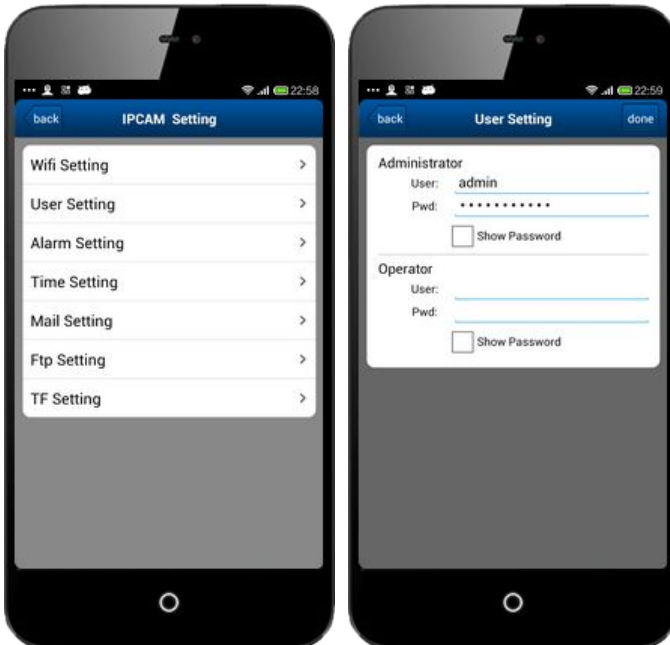 22:58
back
IPCAM Setting
Wifi Setting
User Setting
Alarm Setting
Time Setting
Mail Setting
Ftp Setting
TF Setting
22:59
back
User Setting
done
Administrator
User: admin
Pwd: •••••••••••
Show Password
Operator
User:
Pwd:
Show Password